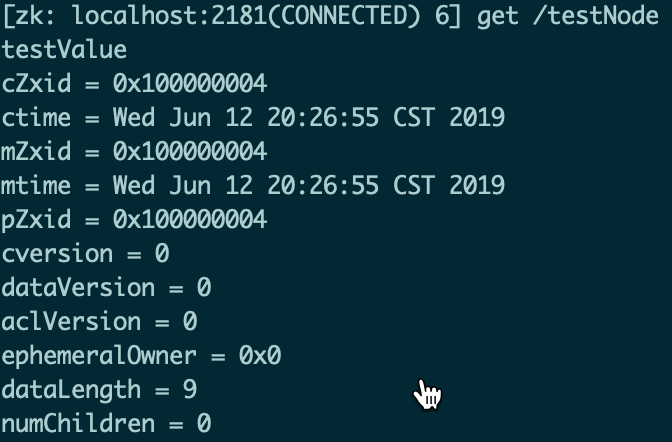 [zk: localhost:2181(CONNECTED) 6] get /testNode
testValue
cZxid = 0x100000004
ctime = Wed Jun 12 20:26:55 CST 2019
mZxid = 0x100000004
mtime = Wed Jun 12 20:26:55 CST 2019
pZxid = 0x100000004
cversion = 0
dataVersion = 0
aclVersion = 0
ephemeralOwner = 0x0
dataLength = 9
numChildren = 0